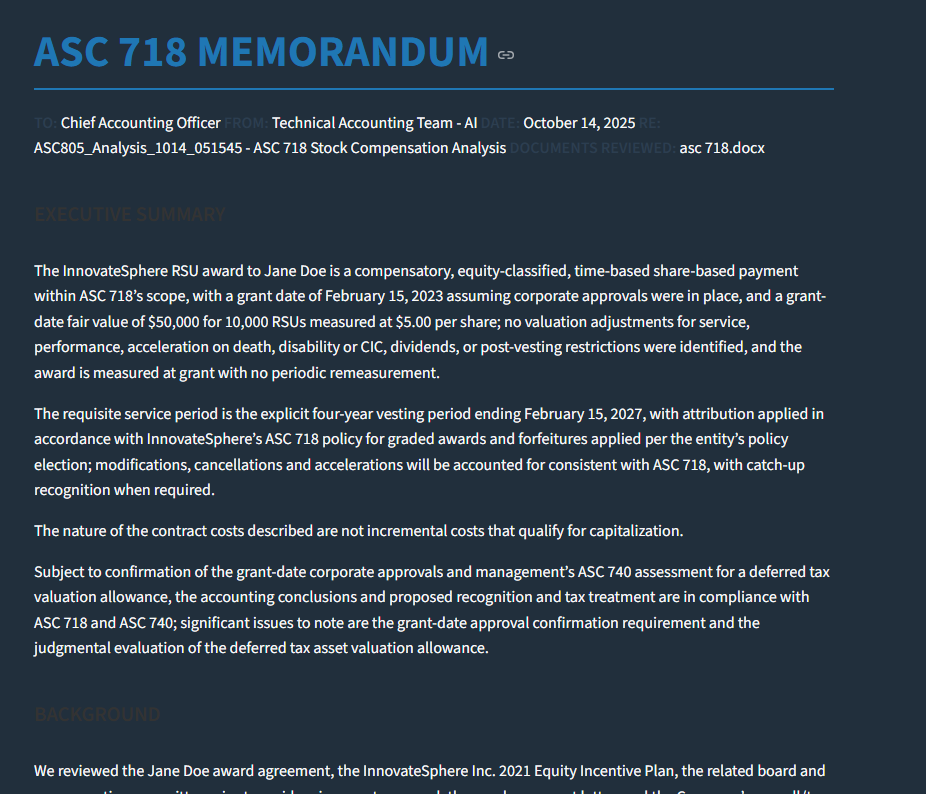 ASC 718 MEMORANDUM
TO: Chief Accounting Officer FROM: Technical Accounting Team - AI DATE: October 14, 2025 RE:
ASC805_Analysis_1014_051545 - ASC 718 Stock Compensation Analysis DOCUMENTS REVIEWED: asc 718.docx
EXECUTIVE SUMMARY
The InnovateSphere RSU award to Jane Doe is a compensatory, equity-classified, time-based share-based payment
within ASC 718’s scope, with a grant date of February 15, 2023 assuming corporate approvals were in place, and a grant-
date fair value of $50,000 for 10,000 RSUs measured at $5.00 per share; no valuation adjustments for service,
performance, acceleration on death, disability or CIC, dividends, or post-vesting restrictions were identified, and the
award is measured at grant with no periodic remeasurement.
The requisite service period is the explicit four-year vesting period ending February 15, 2027, with attribution applied in
accordance with InnovateSphere’s ASC 718 policy for graded awards and forfeitures applied per the entity’s policy
election; modifications, cancellations and accelerations will be accounted for consistent with ASC 718, with catch-up
recognition when required.
The nature of the contract costs described are not incremental costs that qualify for capitalization.
Subject to confirmation of the grant-date corporate approvals and management’s ASC 740 assessment for a deferred tax
valuation allowance, the accounting conclusions and proposed recognition and tax treatment are in compliance with
ASC 718 and ASC 740; significant issues to note are the grant-date approval confirmation requirement and the
judgmental evaluation of the deferred tax asset valuation allowance.
BACKGROUND
We reviewed the Jane Doe award agreement, the InnovateSphere Inc. 2021 Equity Incentive Plan, the related board and